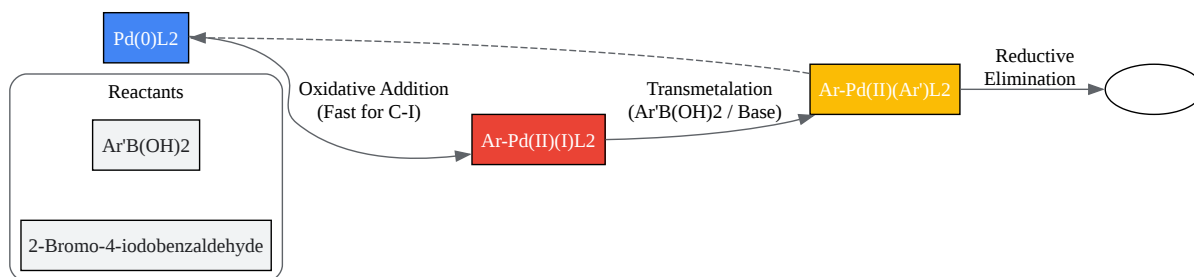 Pd(0)L2
Reactants
Ar'B(OH)2
2-Bromo-4-iodobenzaldehyde
Oxidative Addition
(Fast for C-I)
Ar-Pd(II)(I)L2
Transmetalation
(Ar'B(OH)2 / Base)
Ar-Pd(II)(Ar')L2
Reductive
Elimination